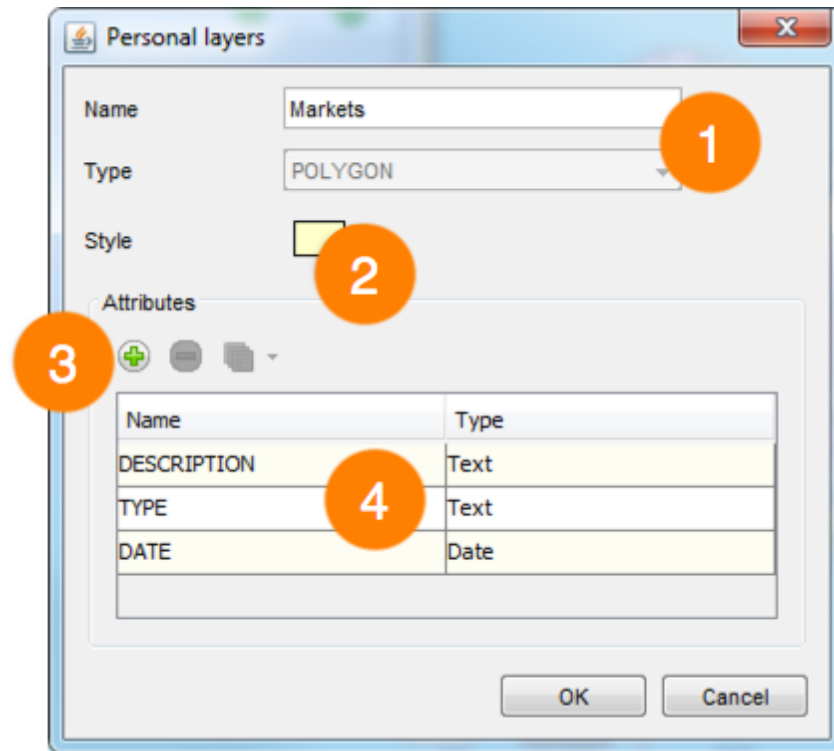 Personal layers
Name Markets
1
Type POLYGON
Style
2
Attributes
3
Name Type
DESCRIPTION Text
4
TYPE Text
DATE Date
OK Cancel